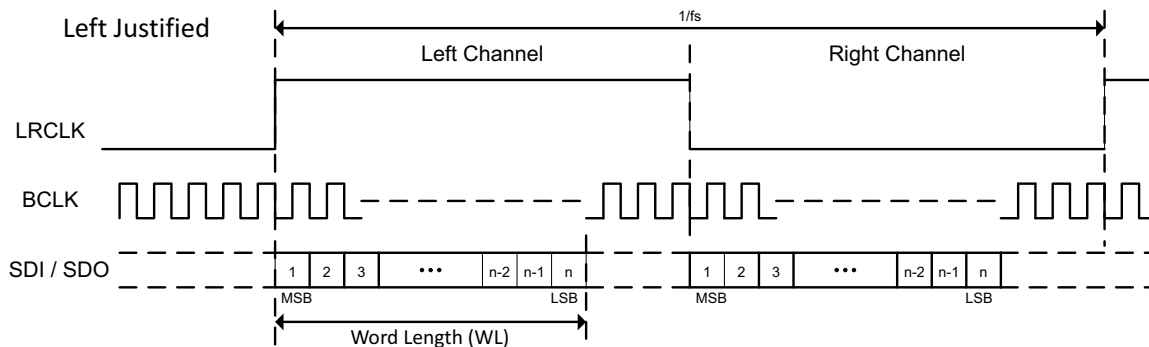 Left Justified
1/fs
Left Channel
Right Channel
LRCLK
BCLK
SDI / SDO
1 2 3 ••• n-2 n-1 n
1 2 3 ••• n-2 n-1 n
MSB
LSB
MSB
LSB
Word Length (WL)